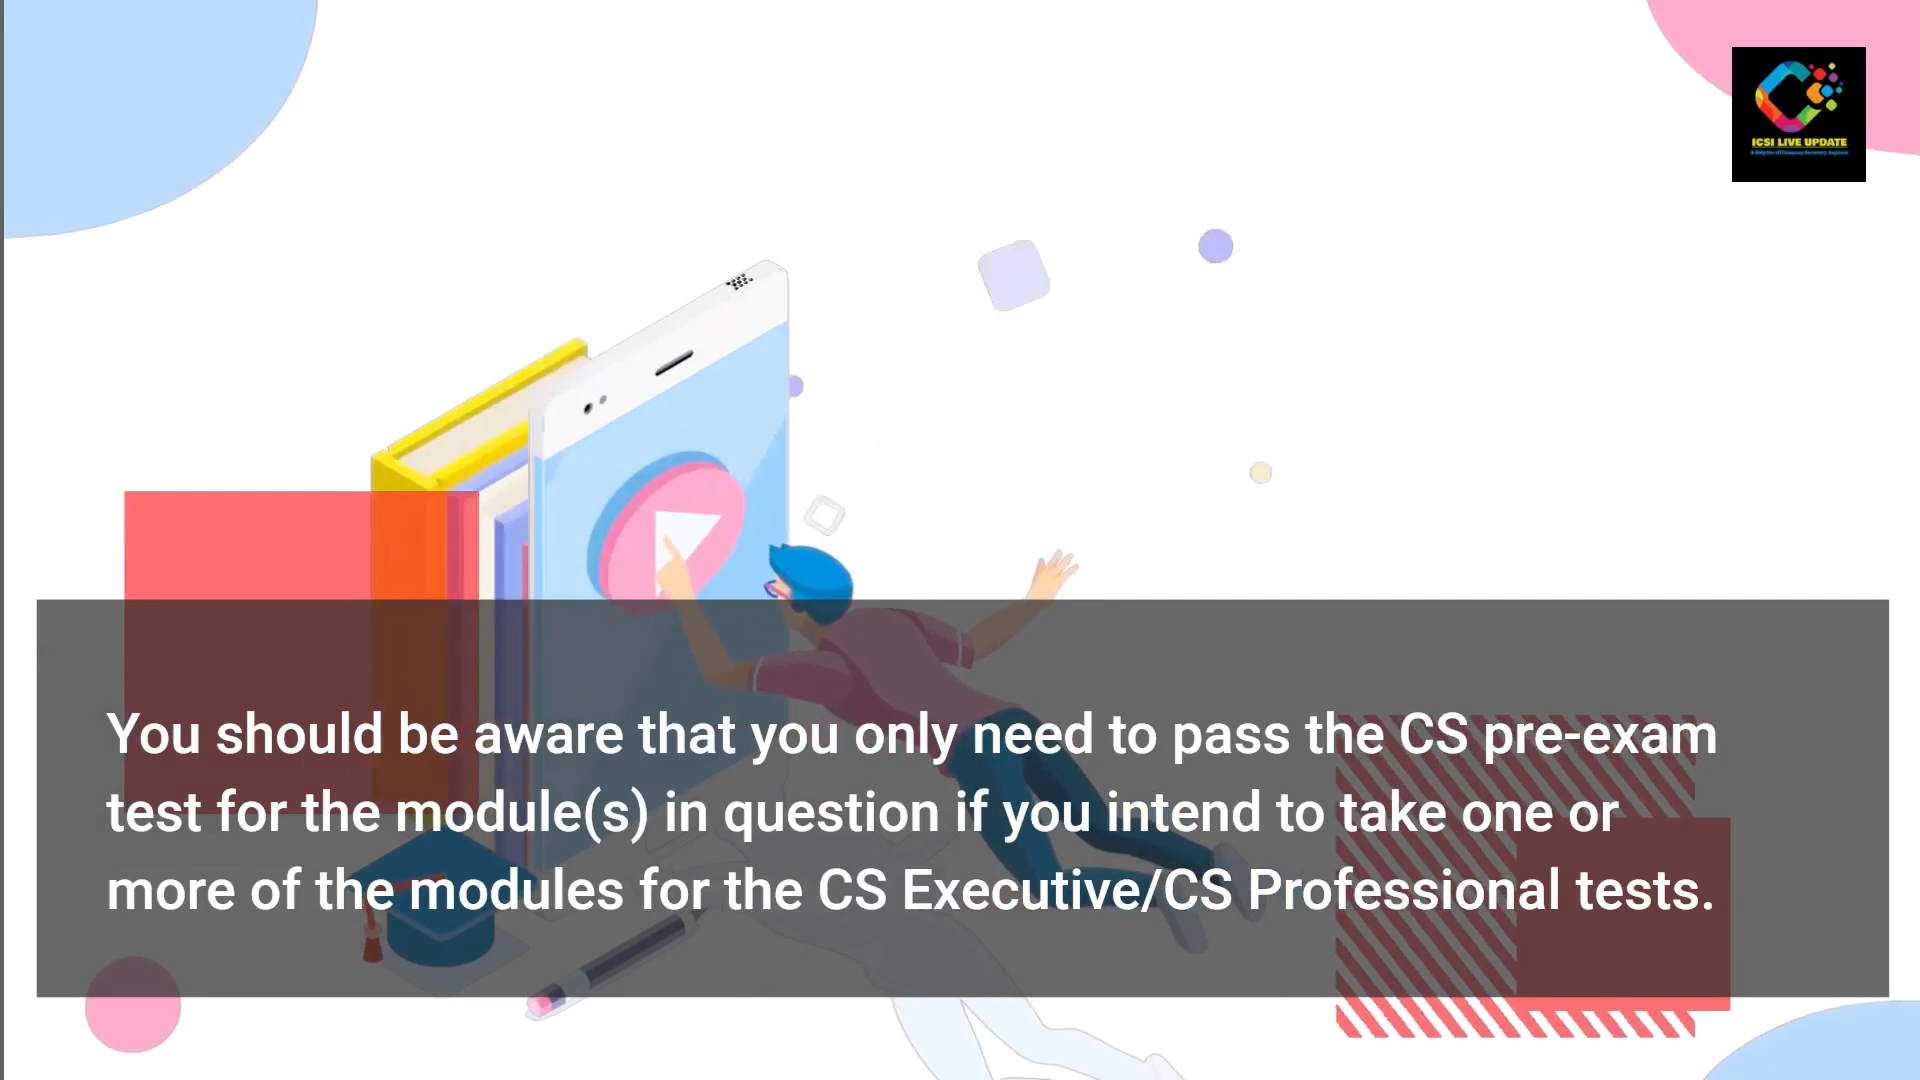 ICSI LIVE UPDATE
You should be aware that you only need to pass the CS pre-exam
test for the module(s) in question if you intend to take one or
more of the modules for the CS Executive/CS Professional tests.